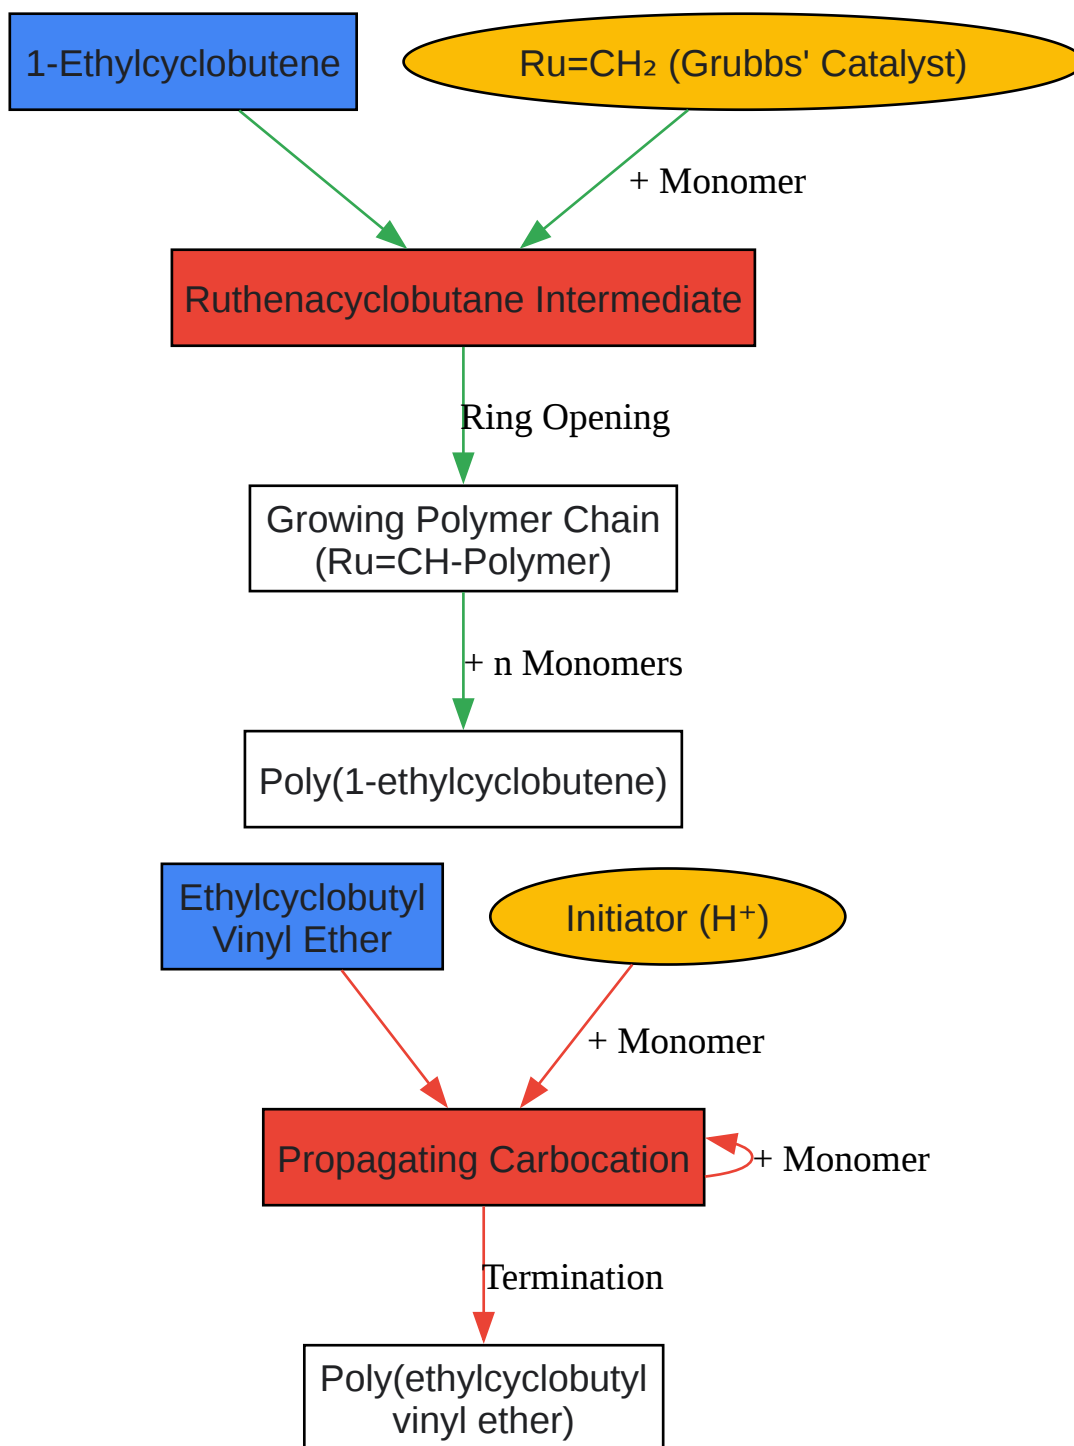 1-Ethylcyclobutene
Ru=CH₂ (Grubbs' Catalyst)
+ Monomer
Ruthenacyclobutane Intermediate
Ring Opening
Growing Polymer Chain
(Ru=CH-Polymer)
+ n Monomers
Poly(1-ethylcyclobutene)
Ethylcyclobutyl
Vinyl Ether
Initiator (H⁺)
+ Monomer
Propagating Carbocation
+ Monomer
Termination
Poly(ethylcyclobutyl
vinyl ether)